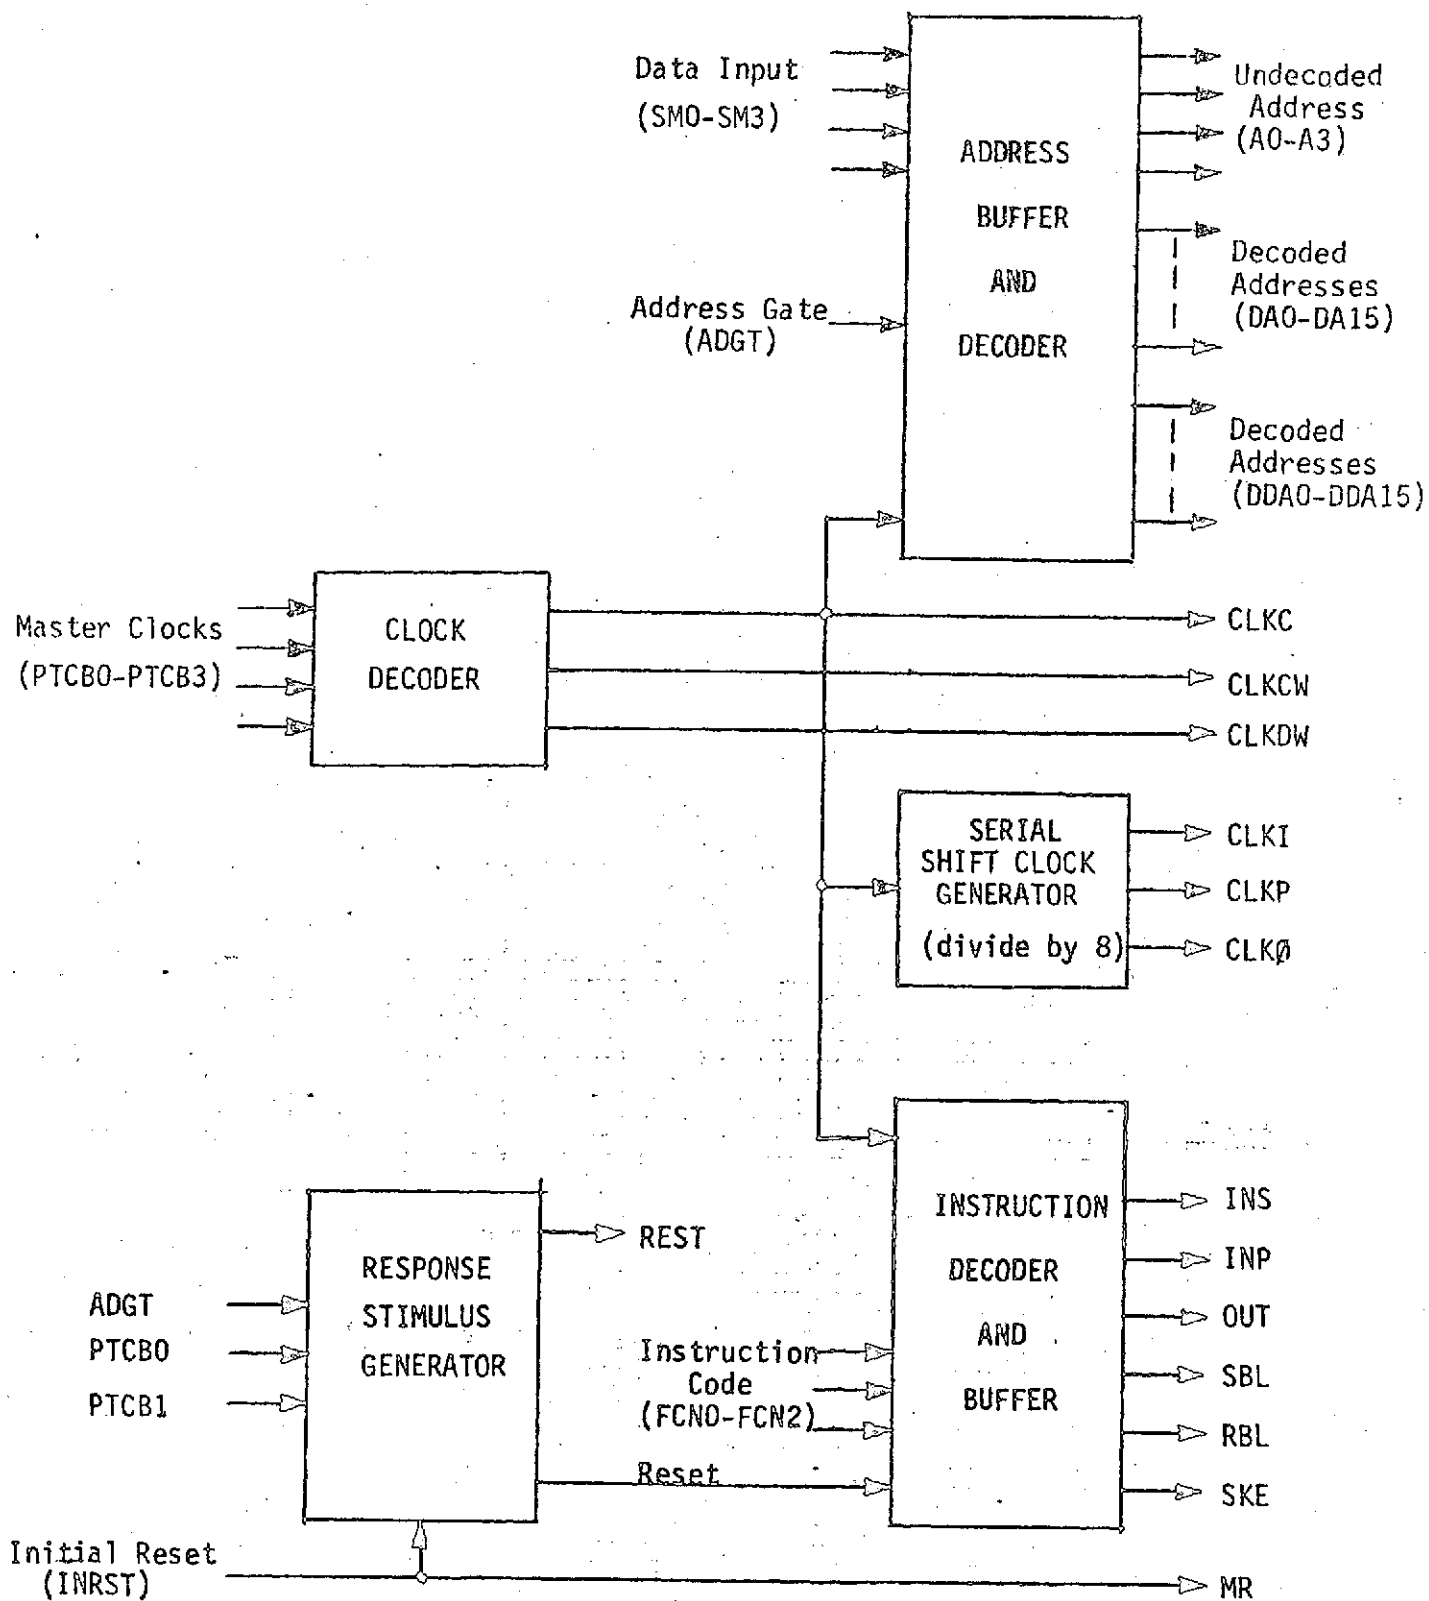 Data Input
(SM0-SM3)
Address Gate
(ADGT)
ADDRESS
BUFFER
AND
DECODER
Undecoded
Address
(A0-A3)
Decoded
Addresses
(DA0-DA15)
Decoded
Addresses
(DDA0-DDA15)
Master Clocks
(PTCB0-PTCB3)
CLOCK
DECODER
CLKC
CLKCW
CLKDW
SERIAL
SHIFT CLOCK
GENERATOR
(divide by 8)
CLKI
CLKP
CLKØ
ADGT
PTCB0
PTCB1
RESPONSE
STIMULUS
GENERATOR
REST
Instruction
Code
(FCN0-FCN2)
Reset
INSTRUCTION
DECODER
AND
BUFFER
INS
INP
OUT
SBL
RBL
SKE
Initial Reset
(INRST)
MR